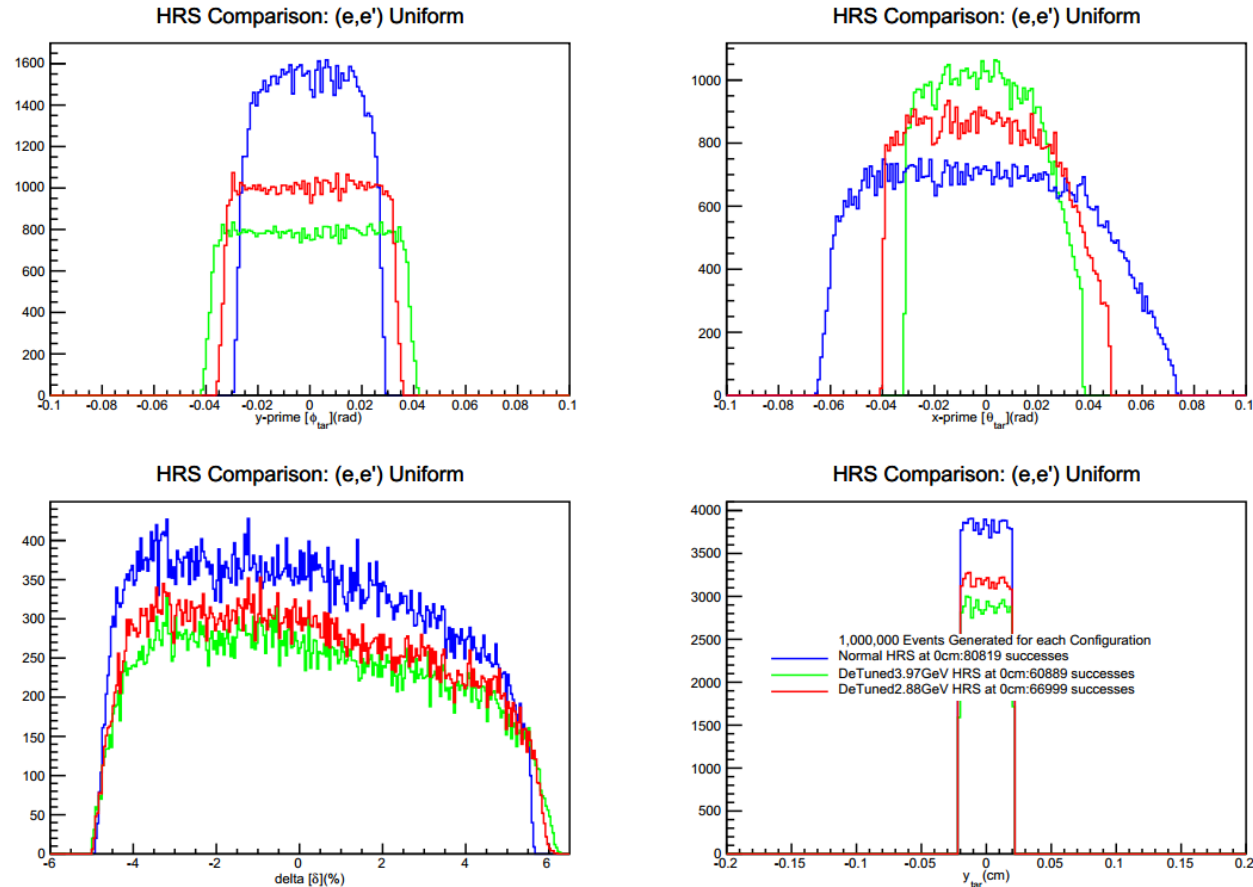 HRS Comparison: (e,e') Uniform
1600
1400
1200
1000
800
600
400
200
0
-0.1 -0.08 -0.06 -0.04 -0.02 0 0.02 0.04 0.06 0.08 0.1
y-prime [ϕtar](rad)
HRS Comparison: (e,e') Uniform
1000
800
600
400
200
0
-0.1 -0.08 -0.06 -0.04 -0.02 0 0.02 0.04 0.06 0.08 0.1
x-prime [θtar](rad)
HRS Comparison: (e,e') Uniform
400
350
300
250
200
150
100
50
0
-6 -4 -2 0 2 4 6
delta [δ](%)
HRS Comparison: (e,e') Uniform
4000
3500
3000
2500
2000
1500
1000
500
0
1,000,000 Events Generated for each Configuration
Normal HRS at 0cm:80819 successes
DeTuned3.97GeV HRS at 0cm:60889 successes
DeTuned2.88GeV HRS at 0cm:66999 successes
-0.2 -0.15 -0.1 -0.05 0 0.05 0.1 0.15 0.2
ytar(cm)